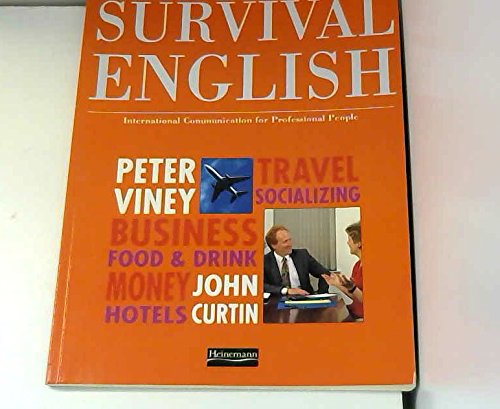 SURVIVAL
ENGLISH
International Communication for Professional People
PETER TRAVEL
VINEY SOCIALIZING
BUSINESS
FOOD & DRINK
MONEY JOHN
HOTELS CURTIN
Heinemann